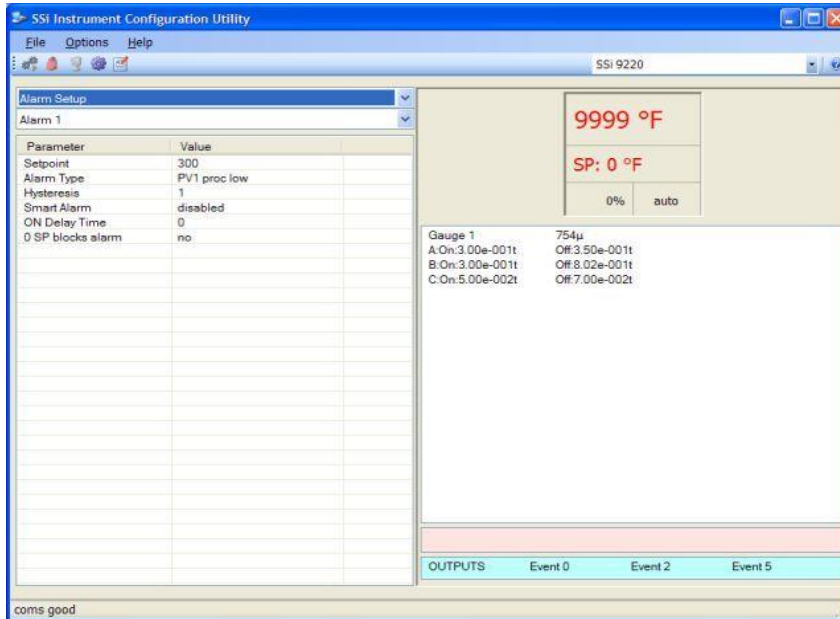 SSi Instrument Configuration Utility
File Options Help
SSi 9220
Alarm Setup
Alarm 1
Parameter Value
Setpoint 300
Alarm Type PV1 proc low
Hysteresis 1
Smart Alarm disabled
ON Delay Time 0
0 SP blocks alarm no
9999 °F
SP: 0 °F
0% auto
Gauge 1 754µ
A:On:3.00e-001t Off:3.50e-001t
B:On:3.00e-001t Off:8.02e-001t
C:On:5.00e-002t Off:7.00e-002t
OUTPUTS Event 0 Event 2 Event 5
coms good